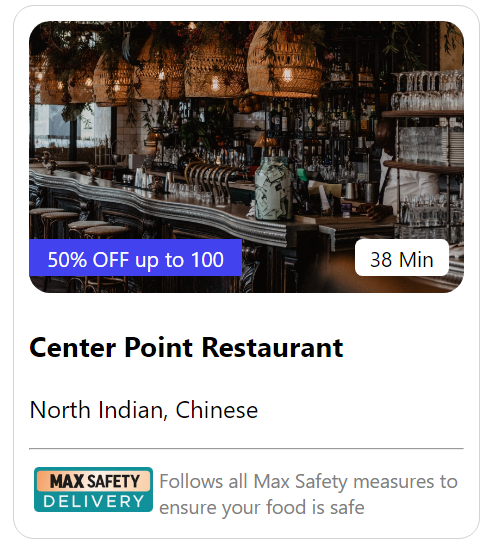 50% OFF up to 100
38 Min
Center Point Restaurant
North Indian, Chinese
MAX SAFETY
DELIVERY
Follows all Max Safety measures to
ensure your food is safe